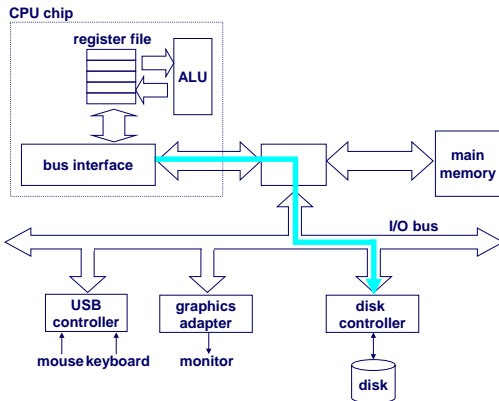 CPU chip
register file
ALU
bus interface
main
memory
I/O bus
USB
controller
graphics
adapter
disk
controller
mouse keyboard
monitor
disk